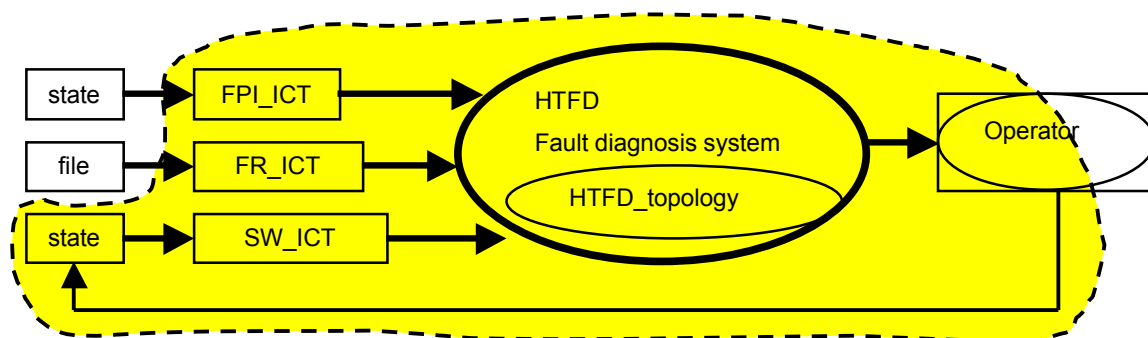 state
FPI_ICT
HTFD
Fault diagnosis system
HTFD_topology
Operator
file
FR_ICT
state
SW_ICT